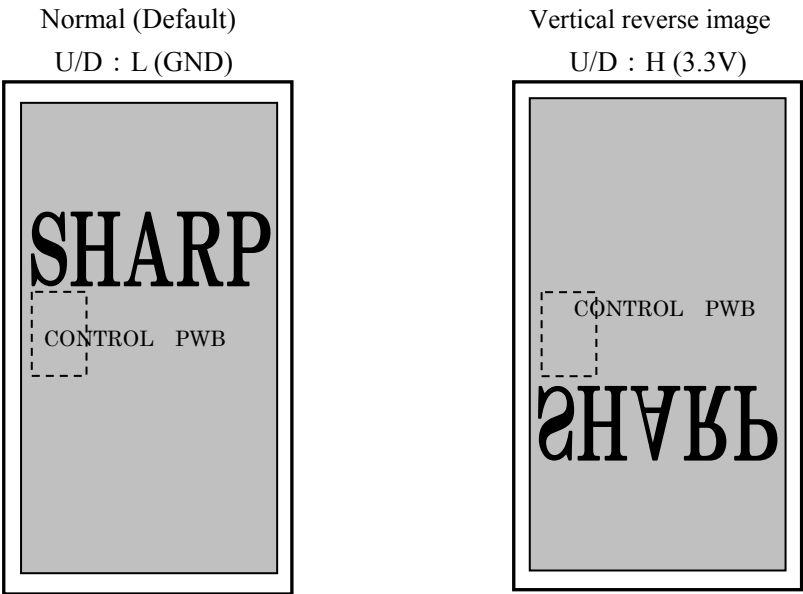 Normal (Default)
U/D : L (GND)
SHARP
CONTROL PWB
Vertical reverse image
U/D : H (3.3V)
CONTROL PWB
SHARP